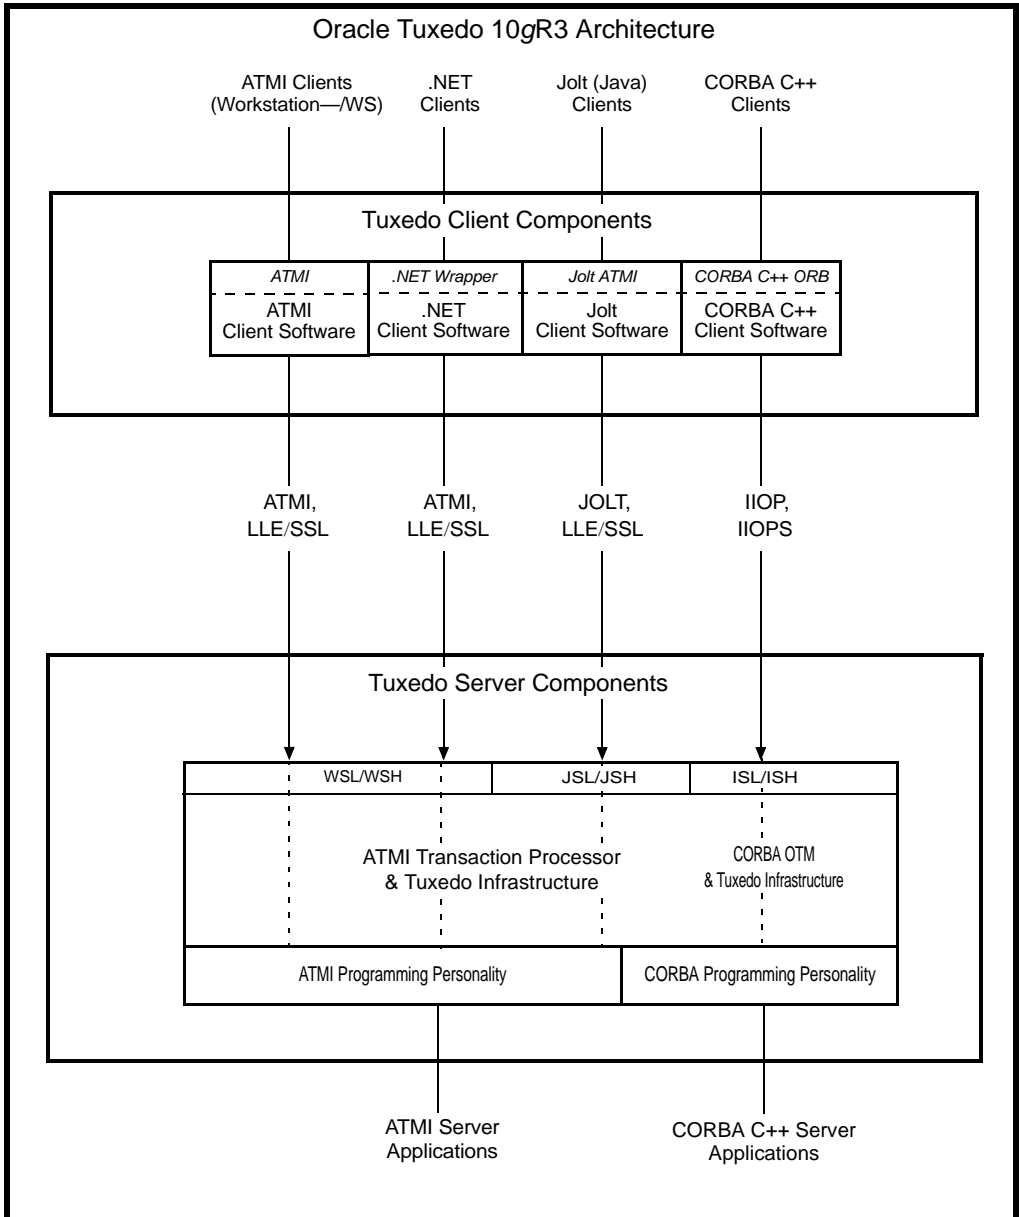 Oracle Tuxedo 10gR3 Architecture
ATMI Clients
(Workstation—/WS)
.NET
Clients
Jolt (Java)
Clients
CORBA C++
Clients
Tuxedo Client Components
ATMI
ATMI
Client Software
.NET Wrapper
.NET
Client Software
Jolt ATMI
Jolt
Client Software
CORBA C++ ORB
CORBA C++
Client Software
ATMI,
LLE/SSL
ATMI,
LLE/SSL
JOLT,
LLE/SSL
IIOP,
IIOPS
Tuxedo Server Components
WSL/WSH
JSL/JSH
ISL/ISH
ATMI Transaction Processor
& Tuxedo Infrastructure
CORBA OTM
& Tuxedo Infrastructure
ATMI Programming Personality
CORBA Programming Personality
ATMI Server
Applications
CORBA C++ Server
Applications